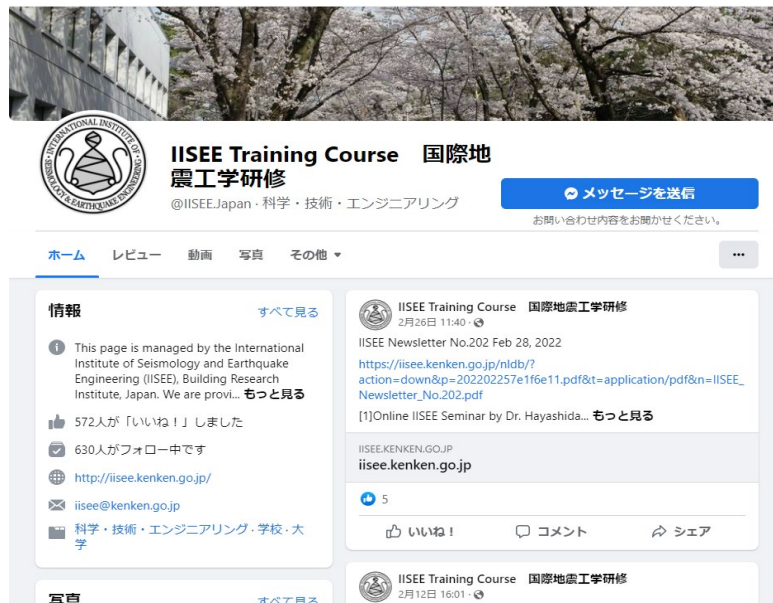 INTERNATIONAL INSTITUTE OF SEISMOLOGY & EARTHQUAKE ENGINEERING
IISEE Training Course 国際地
震工学研修
@IISEE.Japan · 科学・技術・エンジニアリング
メッセージを送信
お問い合わせ内容をお聞かせください。
ホーム レビュー 動画 写真 その他
情報 すべて見る
This page is managed by the International
Institute of Seismology and Earthquake
Engineering (IISEE), Building Research
Institute, Japan. We are provi... もっと見る
572人が「いいね！」しました
630人がフォロー中です
http://iisee.kenken.go.jp/
iisee@kenken.go.jp
科学・技術・エンジニアリング · 学校 · 大
学
写真 すべて見る
IISEE Training Course 国際地震工学研修
2月26日 11:40 ·
IISEE Newsletter No.202 Feb 28, 2022
https://iisee.kenken.go.jp/nldb/?
action=down&p=202202257e1f6e11.pdf&t=application/pdf&n=IISEE_
Newsletter_No.202.pdf
[1]Online IISEE Seminar by Dr. Hayashida... もっと見る
IISEE.KENKEN.GO.JP
iisee.kenken.go.jp
5
いいね！ コメント シェア
IISEE Training Course 国際地震工学研修
2月12日 16:01 ·